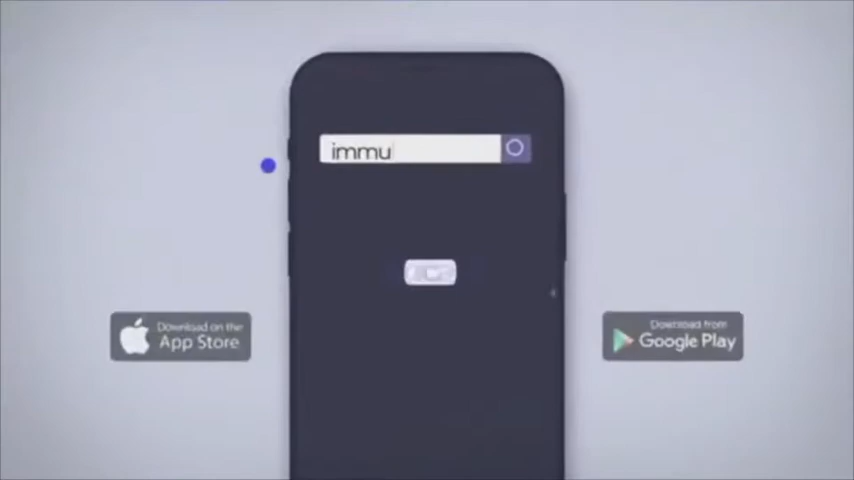 immu
Download on the
App Store
Download from
Google Play